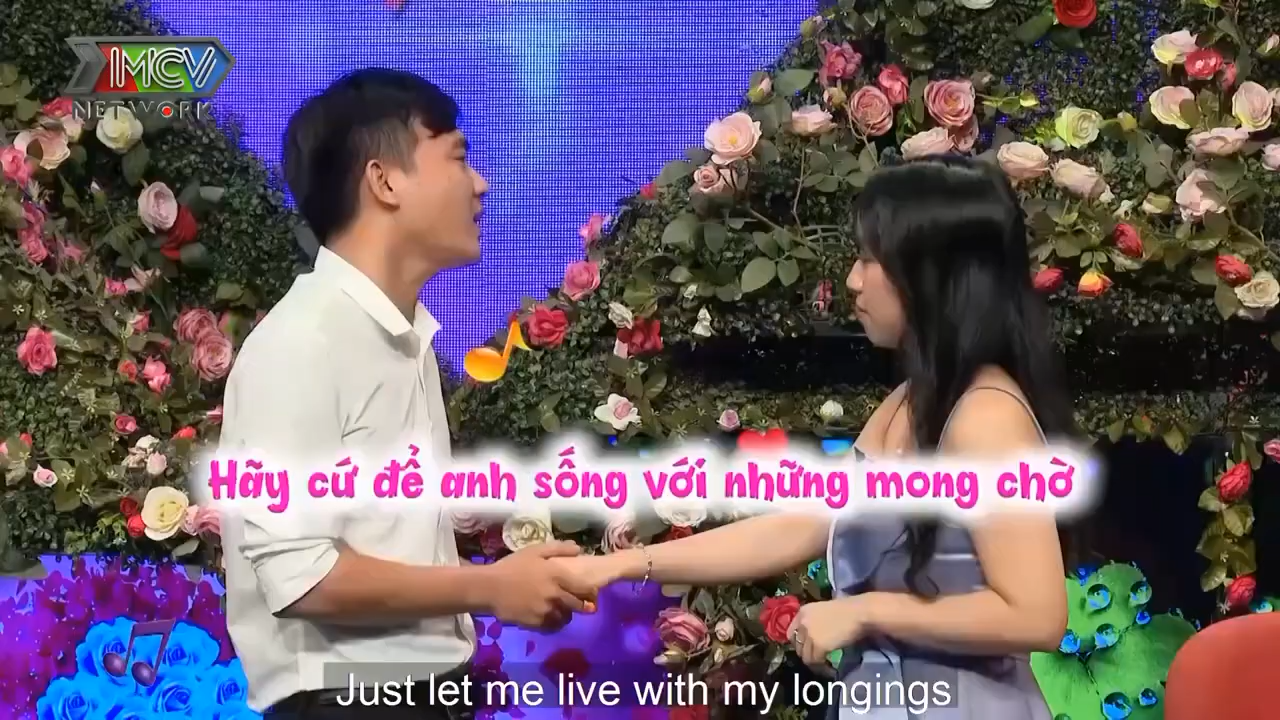 MCV
NETWORK
Hãy cứ để anh sống với những mong chờ
Just let me live with my longings